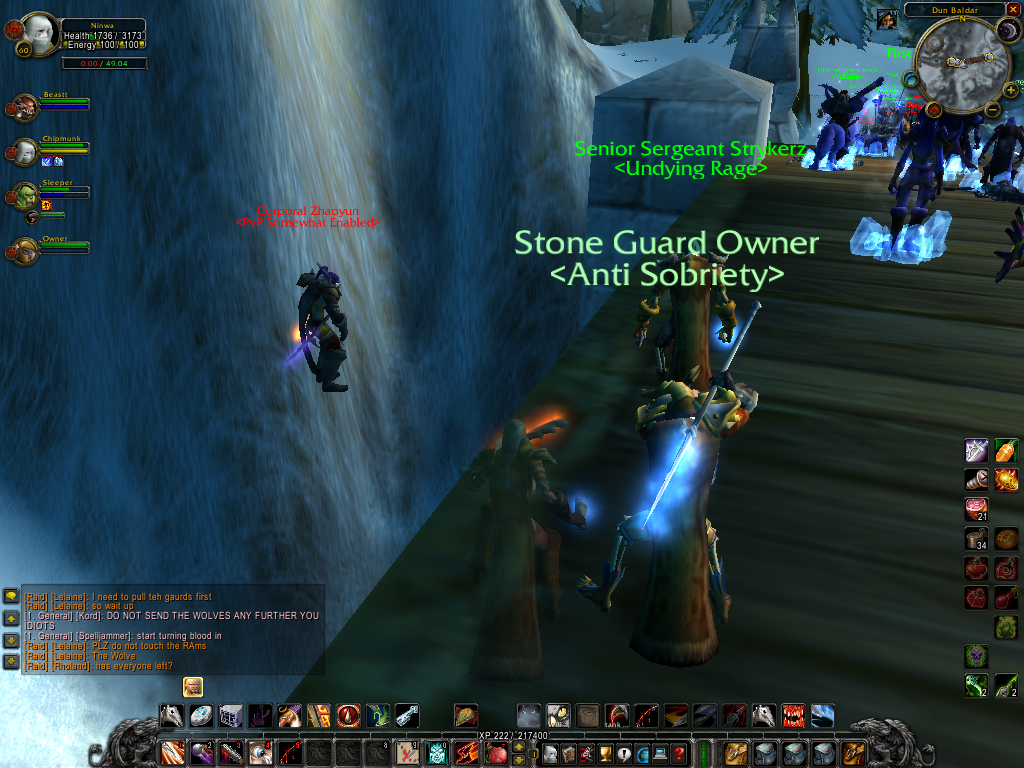 Ninwa
Health 1736 / 3173
Energy 100 / 100
60
0.00 / 49.04
Beastt
Chipmunk
Sleeper
Owner
Dun Baldar
N
Senior Sergeant Strykerz
<Undying Rage>
Corporal Zhaoyun
<PvP Somewhat Enabled>
Stone Guard Owner
<Anti Sobriety>
21
34
2
2
[Raid] [Lelaine]: I need to pull teh gaurds first
[Raid] [Lelaine]: so wait up
[1. General] [Kord]: DO NOT SEND THE WOLVES ANY FURTHER YOU
IDIOTS
[1. General] [Spelljammer]: start turning blood in
[Raid] [Lelaine]: PLZ do not touch the RAms
[Raid] [Lelaine]: The Wolve
[Raid] [Rholand]: has everyone left?
tank
XP 222 / 217400